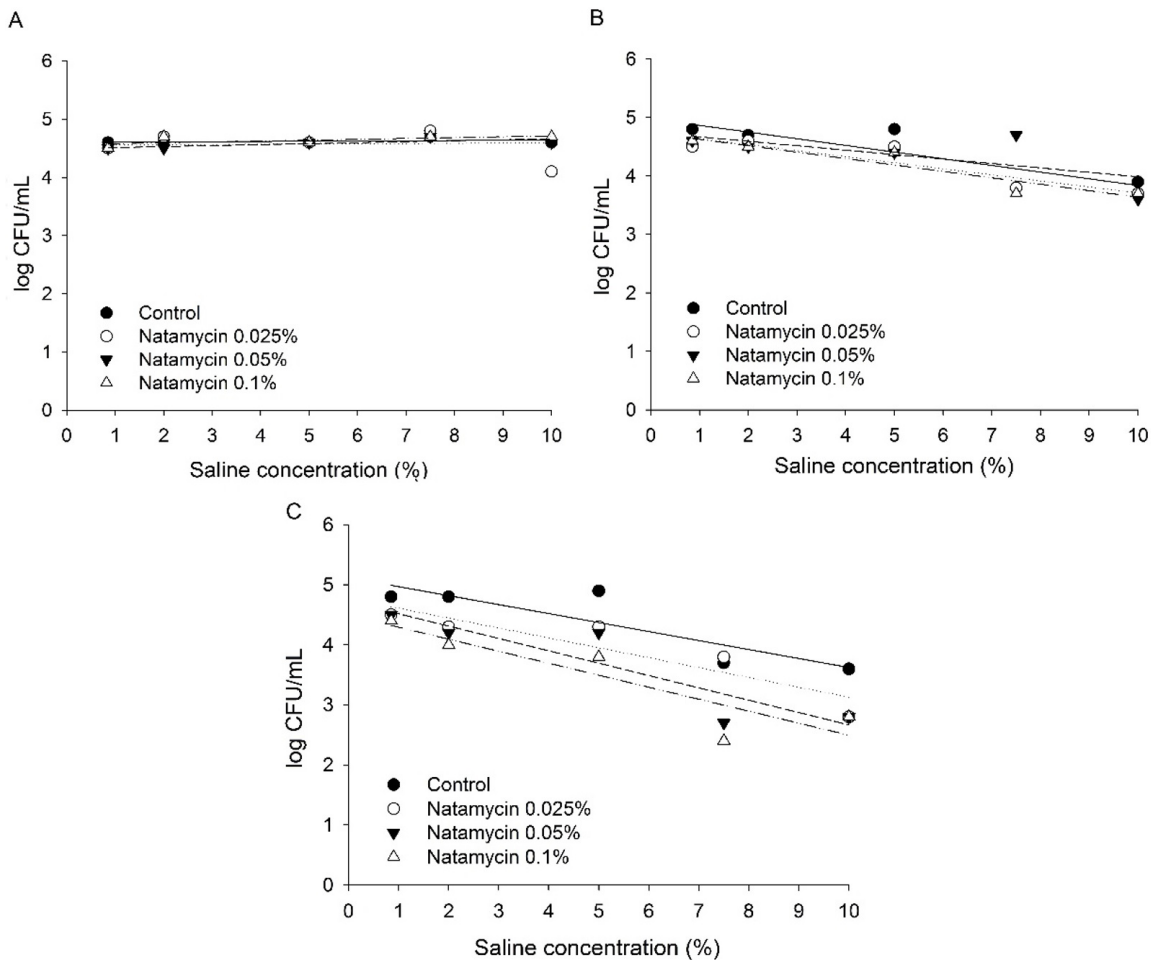 A
6
5
4
3
2
1
0
log CFU/mL
Control
Natamycin 0.025%
Natamycin 0.05%
Natamycin 0.1%
0 1 2 3 4 5 6 7 8 9 10
Saline concentration (%)
B
6
5
4
3
2
1
0
log CFU/mL
Control
Natamycin 0.025%
Natamycin 0.05%
Natamycin 0.1%
0 1 2 3 4 5 6 7 8 9 10
Saline concentration (%)
C
6
5
4
3
2
1
0
log CFU/mL
Control
Natamycin 0.025%
Natamycin 0.05%
Natamycin 0.1%
0 1 2 3 4 5 6 7 8 9 10
Saline concentration (%)